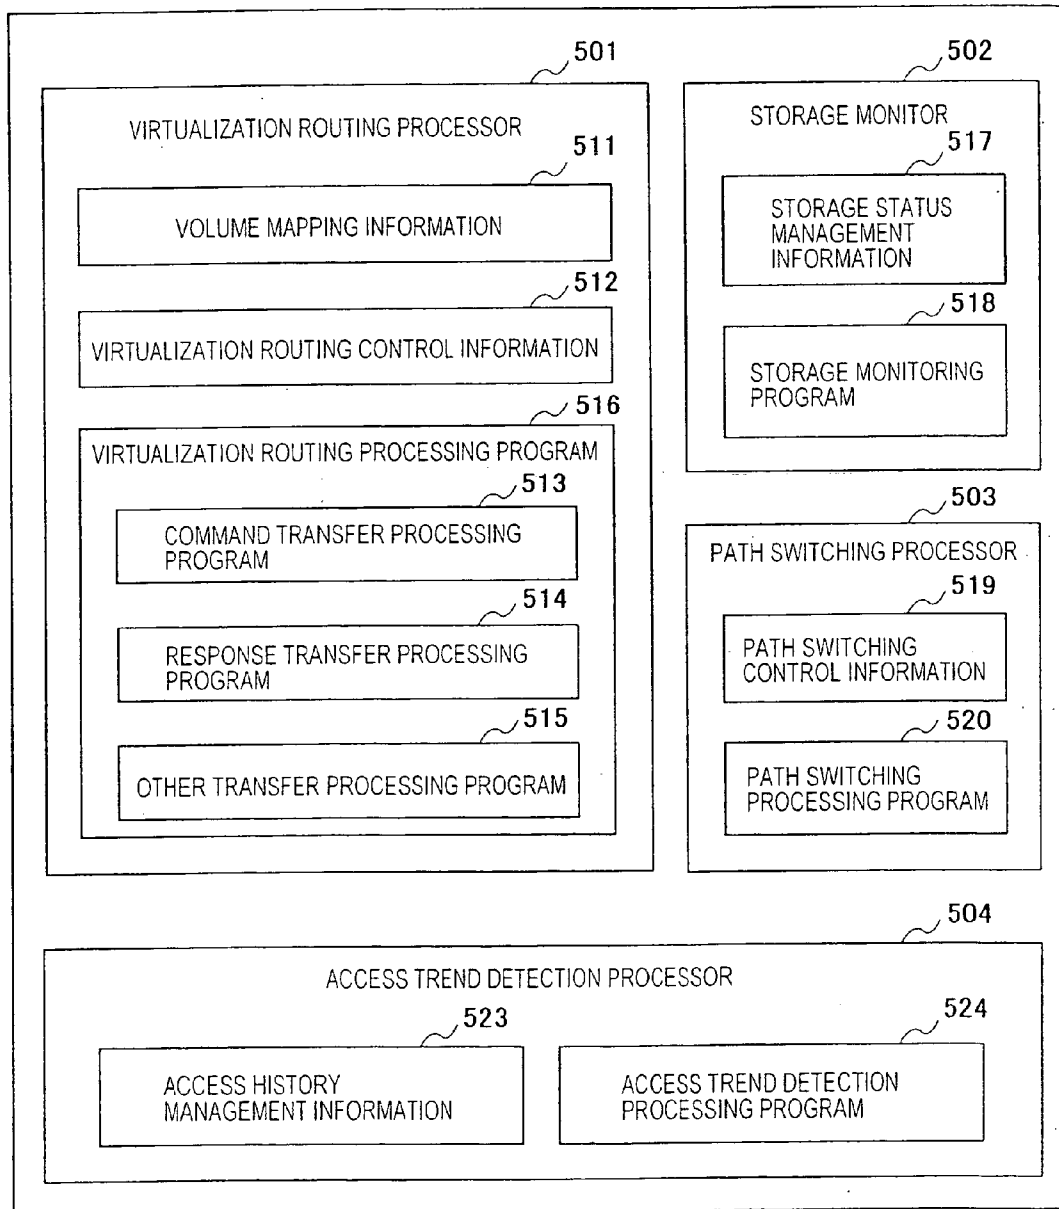 501
VIRTUALIZATION ROUTING PROCESSOR
511
VOLUME MAPPING INFORMATION
512
VIRTUALIZATION ROUTING CONTROL INFORMATION
516
VIRTUALIZATION ROUTING PROCESSING PROGRAM
513
COMMAND TRANSFER PROCESSING
PROGRAM
514
RESPONSE TRANSFER PROCESSING
PROGRAM
515
OTHER TRANSFER PROCESSING PROGRAM
502
STORAGE MONITOR
517
STORAGE STATUS
MANAGEMENT
INFORMATION
518
STORAGE MONITORING
PROGRAM
503
PATH SWITCHING PROCESSOR
519
PATH SWITCHING
CONTROL INFORMATION
520
PATH SWITCHING
PROCESSING PROGRAM
504
ACCESS TREND DETECTION PROCESSOR
523
ACCESS HISTORY
MANAGEMENT INFORMATION
524
ACCESS TREND DETECTION
PROCESSING PROGRAM